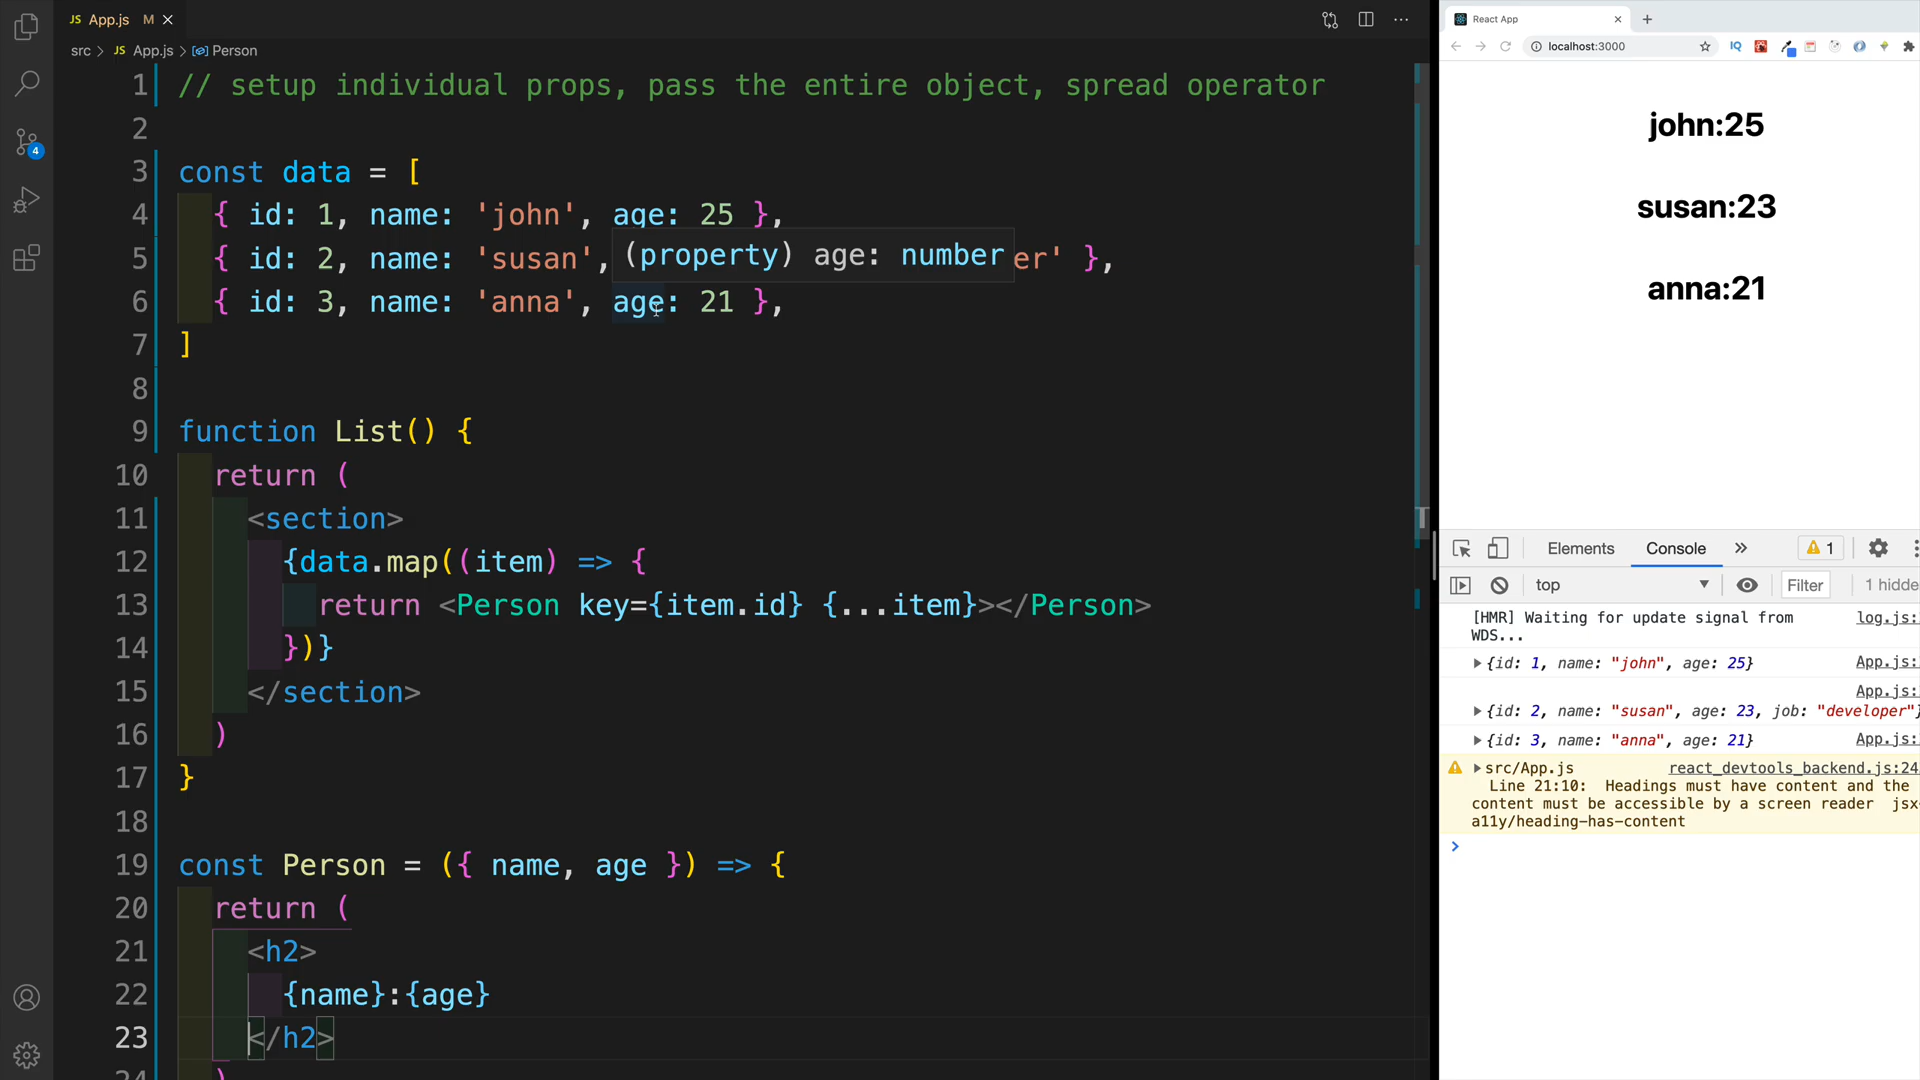 JS App.js M
src > JS App.js > Person
1 // setup individual props, pass the entire object, spread operator
2
3 const data = [
4 { id: 1, name: 'john', age: 25 },
5 { id: 2, name: 'susan', er' },
(property) age: number
6 { id: 3, name: 'anna', age: 21 },
7 ]
8
9 function List() {
10 return (
11 <section>
12 {data.map((item) => {
13 return <Person key={item.id} {...item}></Person>
14 })}
15 </section>
16 )
17 }
18
19 const Person = ({ name, age }) => {
20 return (
21 <h2>
22 {name}:{age}
23 </h2>
24 )
4
React App
localhost:3000
IQ
john:25
susan:23
anna:21
Elements Console » 1
top Filter 1 hidde
[HMR] Waiting for update signal from log.js:
WDS...
{id: 1, name: "john", age: 25} App.js:
App.js:
{id: 2, name: "susan", age: 23, job: "developer"}
{id: 3, name: "anna", age: 21} App.js:
src/App.js react_devtools_backend.js:24
Line 21:10: Headings must have content and the
content must be accessible by a screen reader jsx-
a11y/heading-has-content